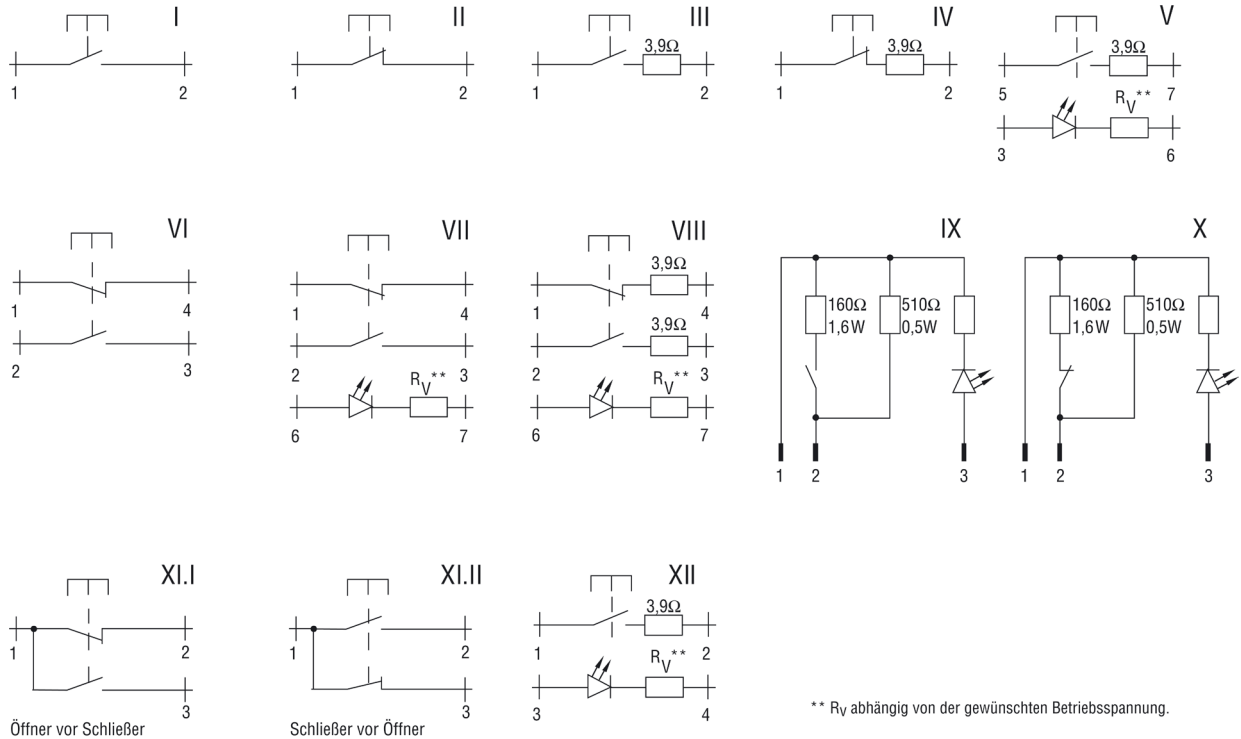 I
1 2
II
1 2
III
3,9Ω
1 2
IV
3,9Ω
1 2
V
3,9Ω
5 7
RV**
3 6
VI
1 4
2 3
VII
1 4
2 3
RV**
6 7
VIII
3,9Ω
1 4
3,9Ω
2 3
RV**
6 7
IX
160Ω 510Ω
1,6W 0,5W
1 2 3
X
160Ω 510Ω
1,6W 0,5W
1 2 3
XI.I
1 2
3
Öffner vor Schließer
XI.II
1 2
3
Schließer vor Öffner
XII
3,9Ω
1 2
RV**
3 4
** RV abhängig von der gewünschten Betriebsspannung.